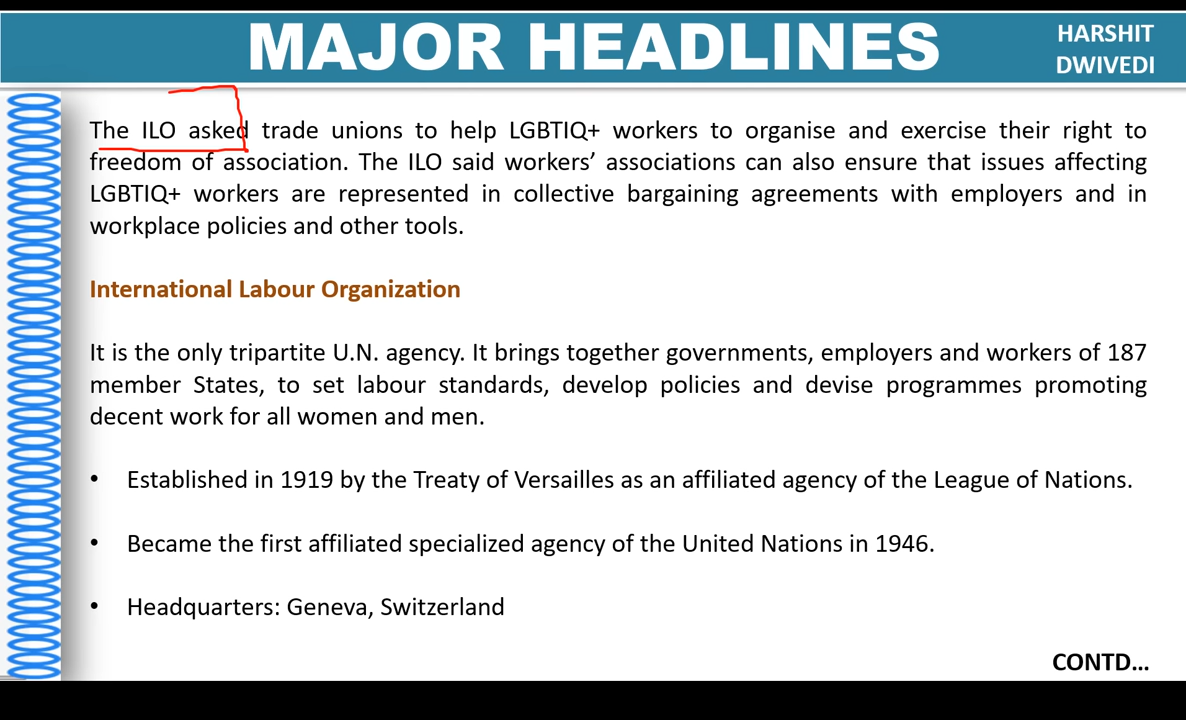 MAJOR HEADLINES
HARSHIT
DWIVEDI
The ILO asked trade unions to help LGBTIQ+ workers to organise and exercise their right to
freedom of association. The ILO said workers’ associations can also ensure that issues affecting
LGBTIQ+ workers are represented in collective bargaining agreements with employers and in
workplace policies and other tools.
International Labour Organization
It is the only tripartite U.N. agency. It brings together governments, employers and workers of 187
member States, to set labour standards, develop policies and devise programmes promoting
decent work for all women and men.
• Established in 1919 by the Treaty of Versailles as an affiliated agency of the League of Nations.
• Became the first affiliated specialized agency of the United Nations in 1946.
• Headquarters: Geneva, Switzerland
CONTD...